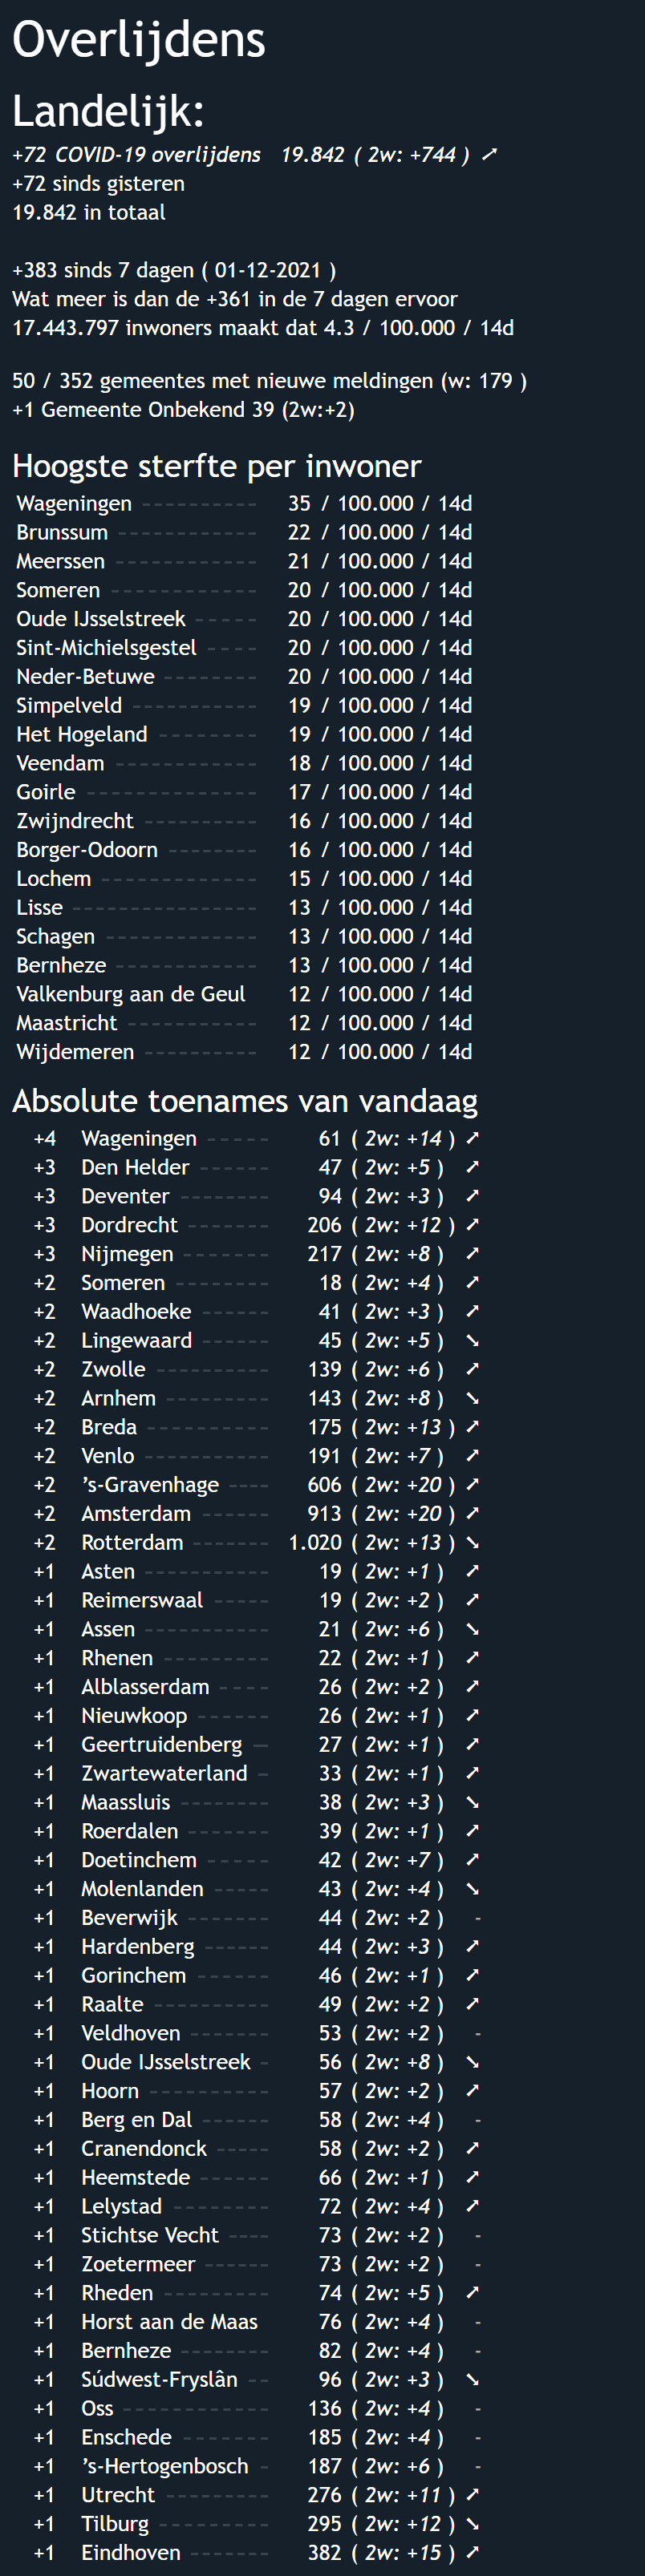 Overlijdens
Landelijk:
+72 COVID-19 overlijdens 19.842 ( 2w: +744 ) ➚
+72 sinds gisteren
19.842 in totaal
+383 sinds 7 dagen ( 01-12-2021 )
Wat meer is dan de +361 in de 7 dagen ervoor
17.443.797 inwoners maakt dat 4.3 / 100.000 / 14d
50 / 352 gemeentes met nieuwe meldingen (w: 179 )
+1 Gemeente Onbekend 39 (2w:+2)
Hoogste sterfte per inwoner
Wageningen ----------- 35 / 100.000 / 14d
Brunssum ------------- 22 / 100.000 / 14d
Meerssen ------------- 21 / 100.000 / 14d
Someren -------------- 20 / 100.000 / 14d
Oude IJsselstreek ----- 20 / 100.000 / 14d
Sint-Michielsgestel ---- 20 / 100.000 / 14d
Neder-Betuwe -------- 20 / 100.000 / 14d
Simpelveld ----------- 19 / 100.000 / 14d
Het Hogeland -------- 19 / 100.000 / 14d
Veendam ------------- 18 / 100.000 / 14d
Goirle --------------- 17 / 100.000 / 14d
Zwijndrecht ---------- 16 / 100.000 / 14d
Borger-Odoorn ------- 16 / 100.000 / 14d
Lochem -------------- 15 / 100.000 / 14d
Lisse ---------------- 13 / 100.000 / 14d
Schagen ------------- 13 / 100.000 / 14d
Bernheze ------------ 13 / 100.000 / 14d
Valkenburg aan de Geul 12 / 100.000 / 14d
Maastricht ----------- 12 / 100.000 / 14d
Wijdemeren ---------- 12 / 100.000 / 14d
Absolute toenames van vandaag
+4 Wageningen ----- 61 ( 2w: +14 ) ➚
+3 Den Helder ------ 47 ( 2w: +5 ) ➚
+3 Deventer -------- 94 ( 2w: +3 ) ➚
+3 Dordrecht ------- 206 ( 2w: +12 ) ➚
+3 Nijmegen ------- 217 ( 2w: +8 ) ➚
+2 Someren -------- 18 ( 2w: +4 ) ➚
+2 Waadhoeke ------ 41 ( 2w: +3 ) ➚
+2 Lingewaard ------ 45 ( 2w: +5 ) ➘
+2 Zwolle ---------- 139 ( 2w: +6 ) ➚
+2 Arnhem --------- 143 ( 2w: +8 ) ➘
+2 Breda ----------- 175 ( 2w: +13 ) ➚
+2 Venlo ----------- 191 ( 2w: +7 ) ➚
+2 ’s-Gravenhage ---- 606 ( 2w: +20 ) ➚
+2 Amsterdam ------ 913 ( 2w: +20 ) ➚
+2 Rotterdam ------- 1.020 ( 2w: +13 ) ➘
+1 Asten ----------- 19 ( 2w: +1 ) ➚
+1 Reimerswaal ----- 19 ( 2w: +2 ) ➚
+1 Assen ----------- 21 ( 2w: +6 ) ➘
+1 Rhenen --------- 22 ( 2w: +1 ) ➚
+1 Alblasserdam ---- 26 ( 2w: +2 ) ➚
+1 Nieuwkoop ------ 26 ( 2w: +1 ) ➚
+1 Geertruidenberg -- 27 ( 2w: +1 ) ➚
+1 Zwartewaterland - 33 ( 2w: +1 ) ➚
+1 Maassluis -------- 38 ( 2w: +3 ) ➘
+1 Roerdalen ------- 39 ( 2w: +1 ) ➚
+1 Doetinchem ----- 42 ( 2w: +7 ) ➚
+1 Molenlanden ----- 43 ( 2w: +4 ) ➘
+1 Beverwijk ------- 44 ( 2w: +2 ) -
+1 Hardenberg ------ 44 ( 2w: +3 ) ➚
+1 Gorinchem ------ 46 ( 2w: +1 ) ➚
+1 Raalte ---------- 49 ( 2w: +2 ) ➚
+1 Veldhoven ------- 53 ( 2w: +2 ) -
+1 Oude IJsselstreek - 56 ( 2w: +8 ) ➘
+1 Hoorn ----------- 57 ( 2w: +2 ) ➚
+1 Berg en Dal ------ 58 ( 2w: +4 ) -
+1 Cranendonck ----- 58 ( 2w: +2 ) ➚
+1 Heemstede ------ 66 ( 2w: +1 ) ➚
+1 Lelystad -------- 72 ( 2w: +4 ) ➚
+1 Stichtse Vecht ---- 73 ( 2w: +2 ) -
+1 Zoetermeer ------ 73 ( 2w: +2 ) -
+1 Rheden --------- 74 ( 2w: +5 ) ➚
+1 Horst aan de Maas 76 ( 2w: +4 ) -
+1 Bernheze -------- 82 ( 2w: +4 ) -
+1 Súdwest-Fryslân -- 96 ( 2w: +3 ) ➘
+1 Oss ------------- 136 ( 2w: +4 ) -
+1 Enschede ------- 185 ( 2w: +4 ) -
+1 ’s-Hertogenbosch - 187 ( 2w: +6 ) -
+1 Utrecht --------- 276 ( 2w: +11 ) ➚
+1 Tilburg ---------- 295 ( 2w: +12 ) ➘
+1 Eindhoven ------- 382 ( 2w: +15 ) ➚